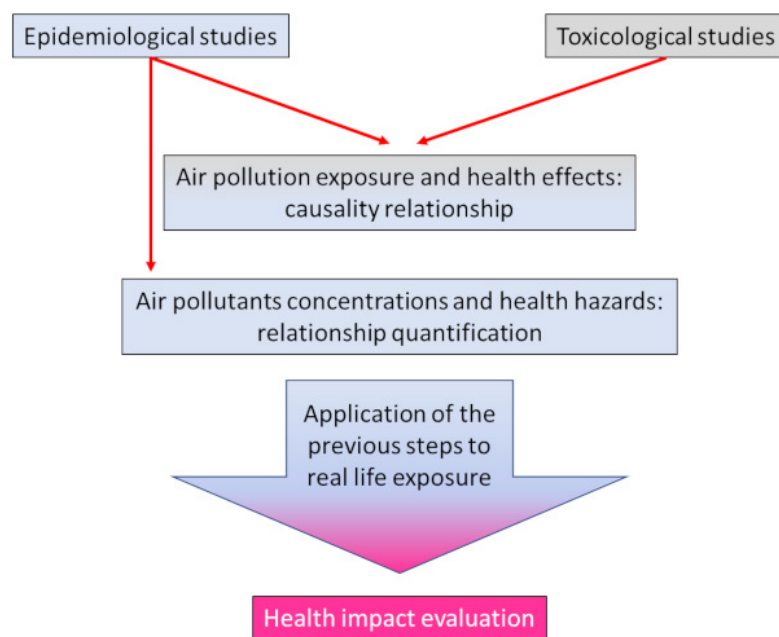 Epidemiological studies
Toxicological studies
Air pollution exposure and health effects:
causality relationship
Air pollutants concentrations and health hazards:
relationship quantification
Application of the
previous steps to
real life exposure
Health impact evaluation